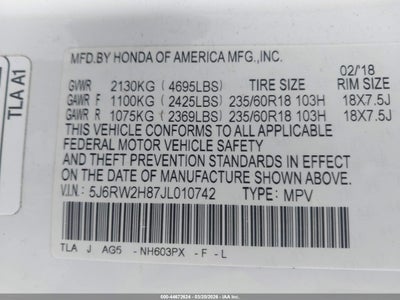 MFD.BY HONDA OF AMERICA MFG.,INC.
02/'18
GVWR 2130KG (4695LBS) TIRE SIZE RIM SIZE
GAWR F 1100KG (2425LBS) 235/60R18 103H 18X7.5J
GAWR R 1075KG (2369LBS) 235/60R18 103H 18X7.5J
THIS VEHICLE CONFORMS TO ALL APPLICABLE
FEDERAL MOTOR VEHICLE SAFETY
AND THEFT PREVENTION STANDARDS IN EFFECT
ON THE DATE OF MANUFACTURE SHOWN ABOVE.
V.I.N: 5J6RW2H87JL010742 TYPE: MPV
TLA J AG5 - NH603PX - F - L
TLA A1